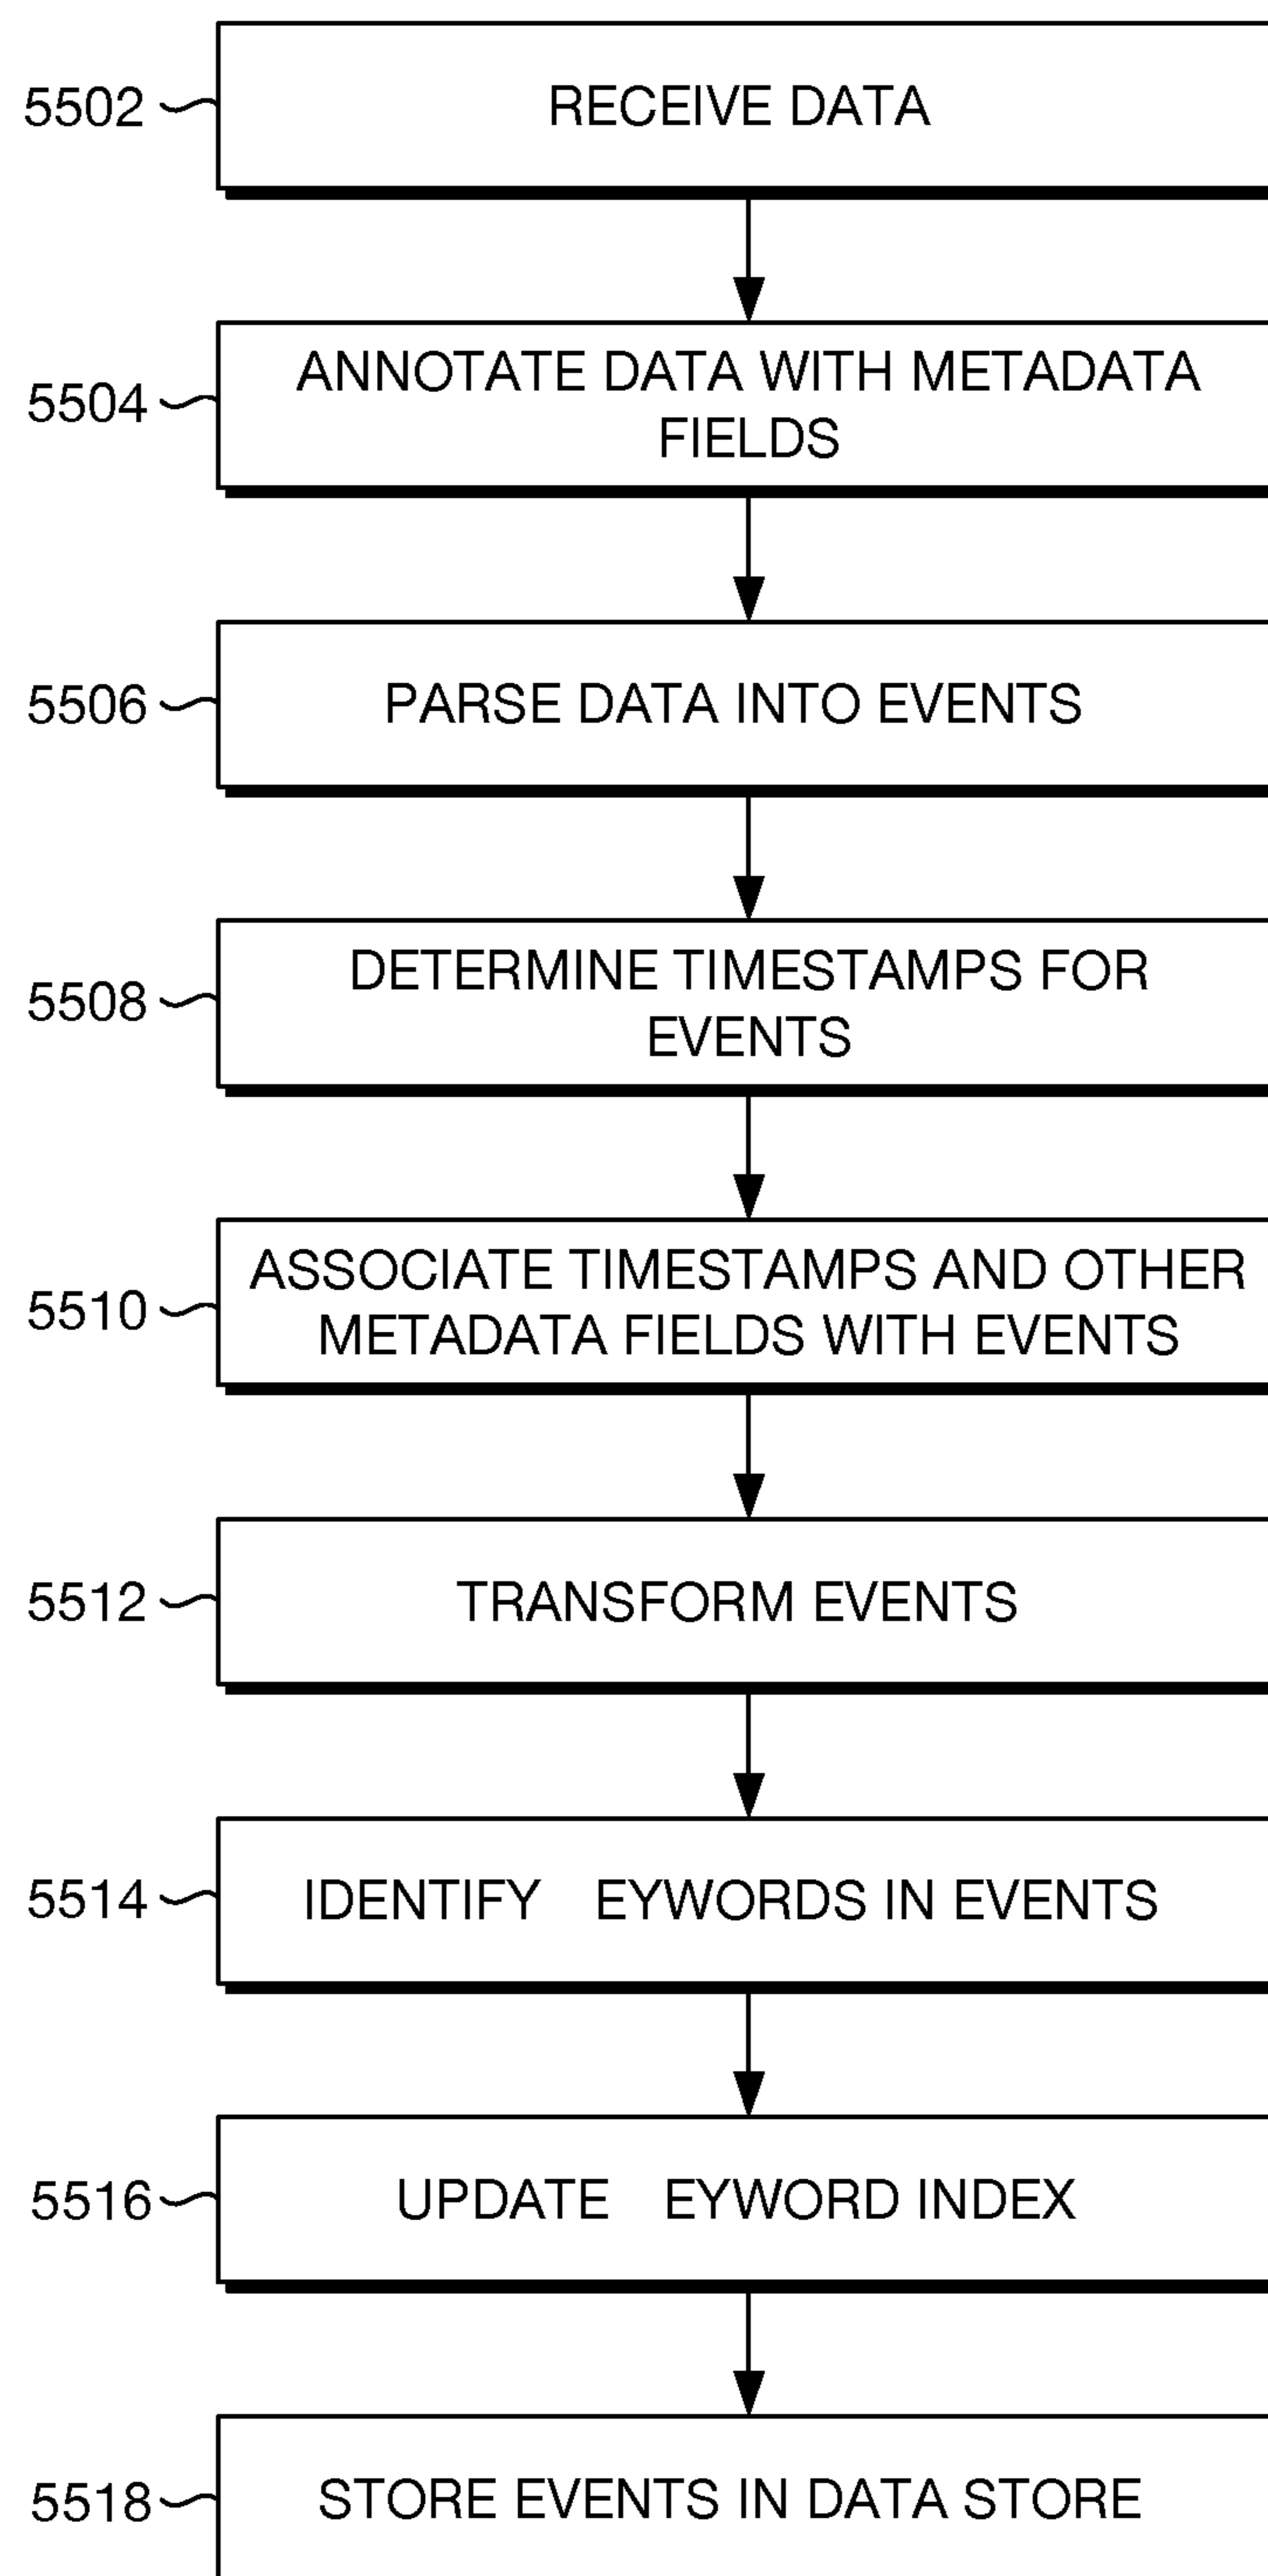 5502 RECEIVE DATA
5504 ANNOTATE DATA WITH METADATA
FIELDS
5506 PARSE DATA INTO EVENTS
5508 DETERMINE TIMESTAMPS FOR
EVENTS
5510 ASSOCIATE TIMESTAMPS AND OTHER
METADATA FIELDS WITH EVENTS
5512 TRANSFORM EVENTS
5514 IDENTIFY EYWORDS IN EVENTS
5516 UPDATE EYWORD INDEX
5518 STORE EVENTS IN DATA STORE